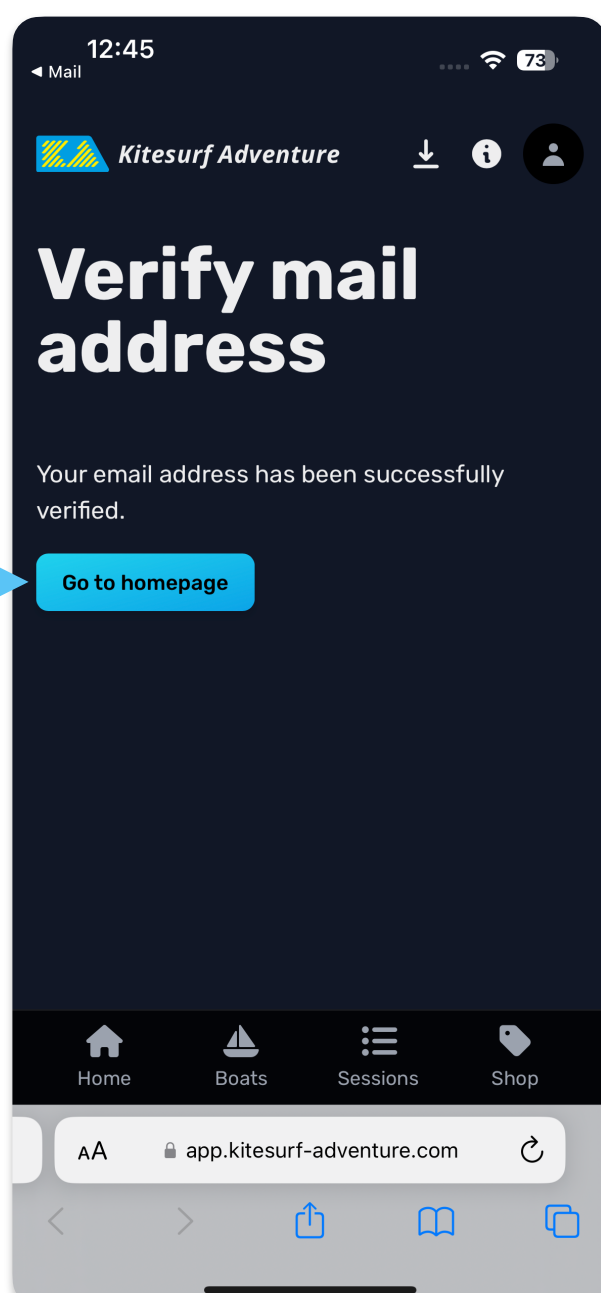 12:45
◀ Mail
73
Kitesurf Adventure
Verify mail
address
Your email address has been successfully
verified.
Go to homepage
Home Boats Sessions Shop
AA app.kitesurf-adventure.com